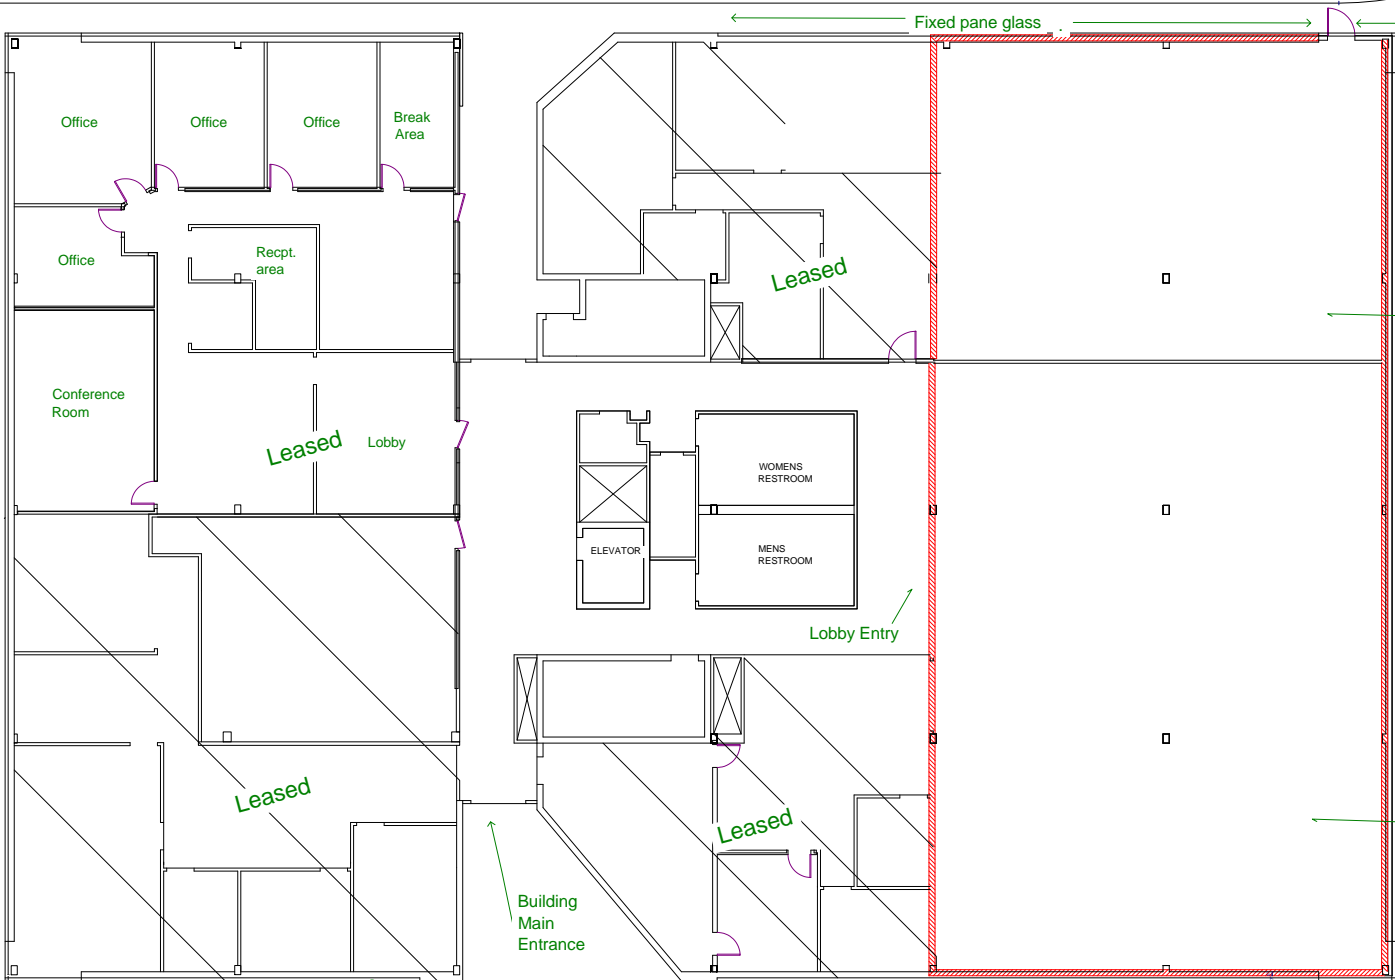 Fixed pane glass
Office
Office
Office
Break
Area
Office
Recpt.
area
Leased
Conference
Room
Leased
Lobby
WOMENS
RESTROOM
ELEVATOR
MENS
RESTROOM
Lobby Entry
Leased
Leased
Building
Main
Entrance